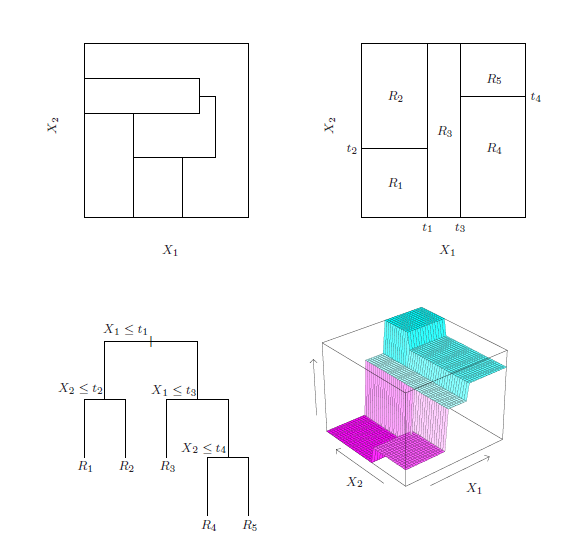 X₂
X₁
X₂
R₂
R₅
t₄
R₃
t₂
R₄
R₁
t₁
t₃
X₁
X₁ ≤ t₁
X₂ ≤ t₂
X₁ ≤ t₃
X₂ ≤ t₄
R₁
R₂
R₃
R₄
R₅
X₂
X₁